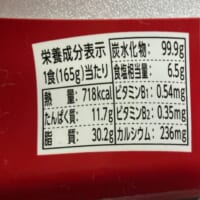 栄養成分表示
1食(165g)当たり
熱量:718kcal
たんぱく質:11.7g
脂質:30.2g
炭水化物:99.9g
食塩相当量:6.5g
ビタミンB1:0.54mg
ビタミンB2:0.35mg
カルシウム:236mg